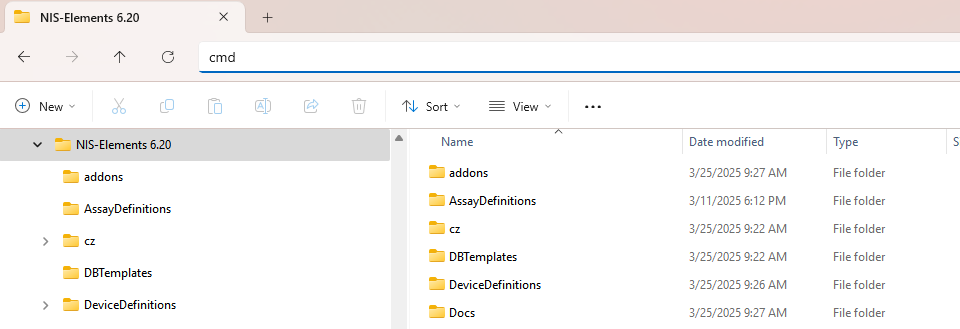 NIS-Elements 6.20
cmd
New Sort View
NIS-Elements 6.20
addons
AssayDefinitions
cz
DBTemplates
DeviceDefinitions
Name Date modified Type S
addons 3/25/2025 9:27 AM File folder
AssayDefinitions 3/11/2025 6:12 PM File folder
cz 3/25/2025 9:22 AM File folder
DBTemplates 3/25/2025 9:22 AM File folder
DeviceDefinitions 3/25/2025 9:26 AM File folder
Docs 3/25/2025 9:27 AM File folder